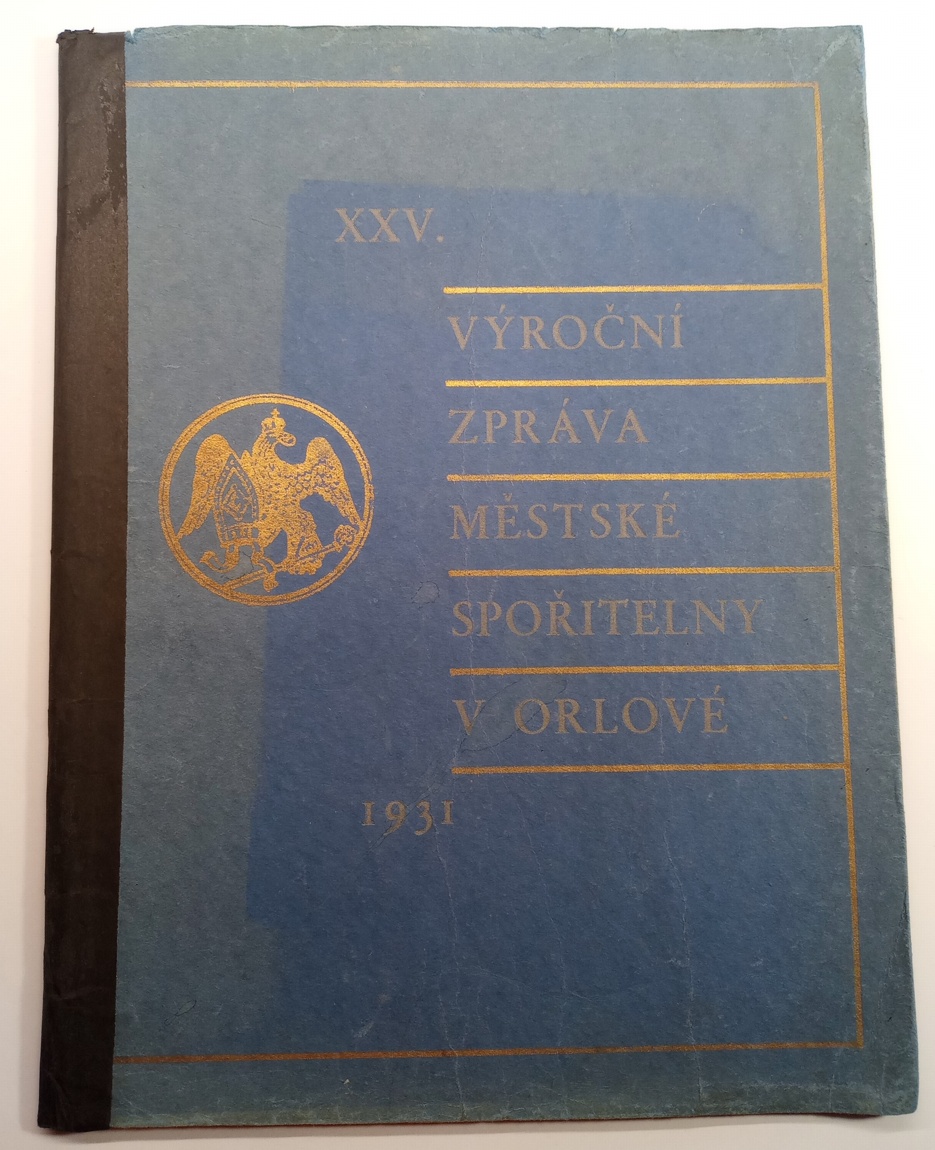 XXV.
VÝROČNÍ
ZPRÁVA
MĚSTSKÉ
SPOŘITELNY
V ORLOVÉ
1931